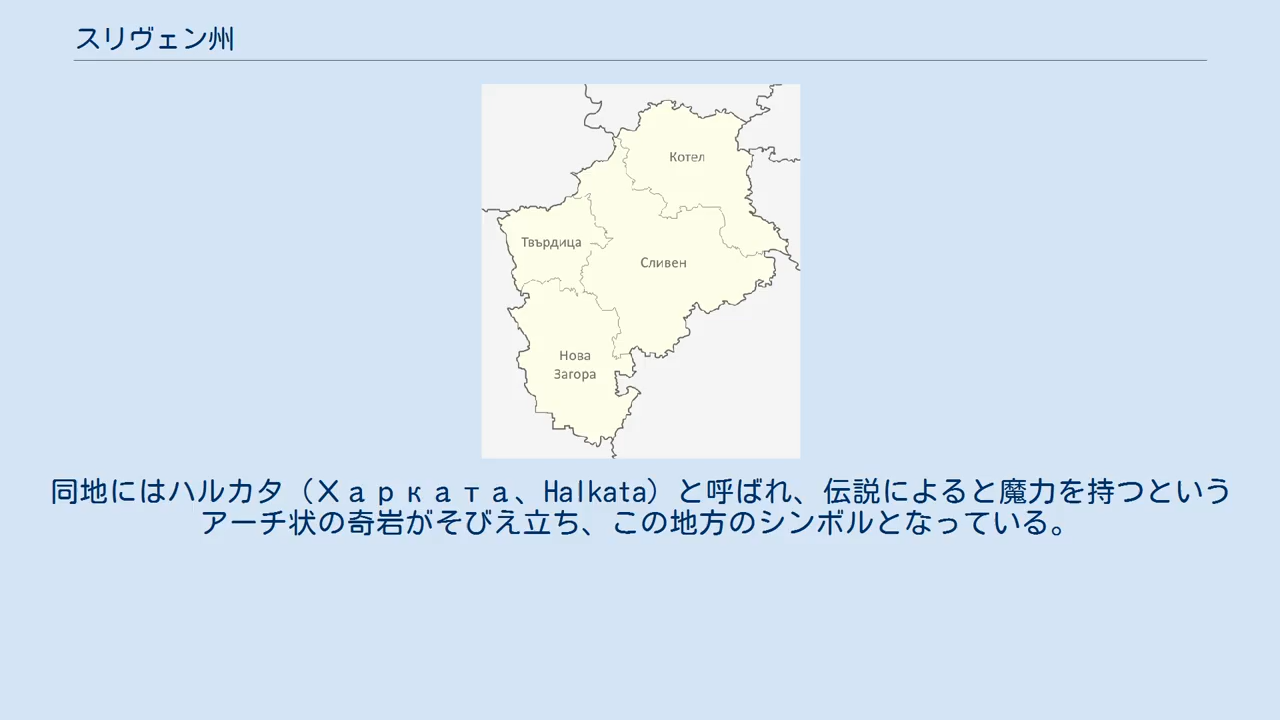 スリヴェン州
Котел
Твърдица
Сливен
Нова
Загора
同地にはハルカタ（Харката、Halkata）と呼ばれ、伝説によると魔力を持つという
アーチ状の奇岩がそびえ立ち、この地方のシンボルとなっている。